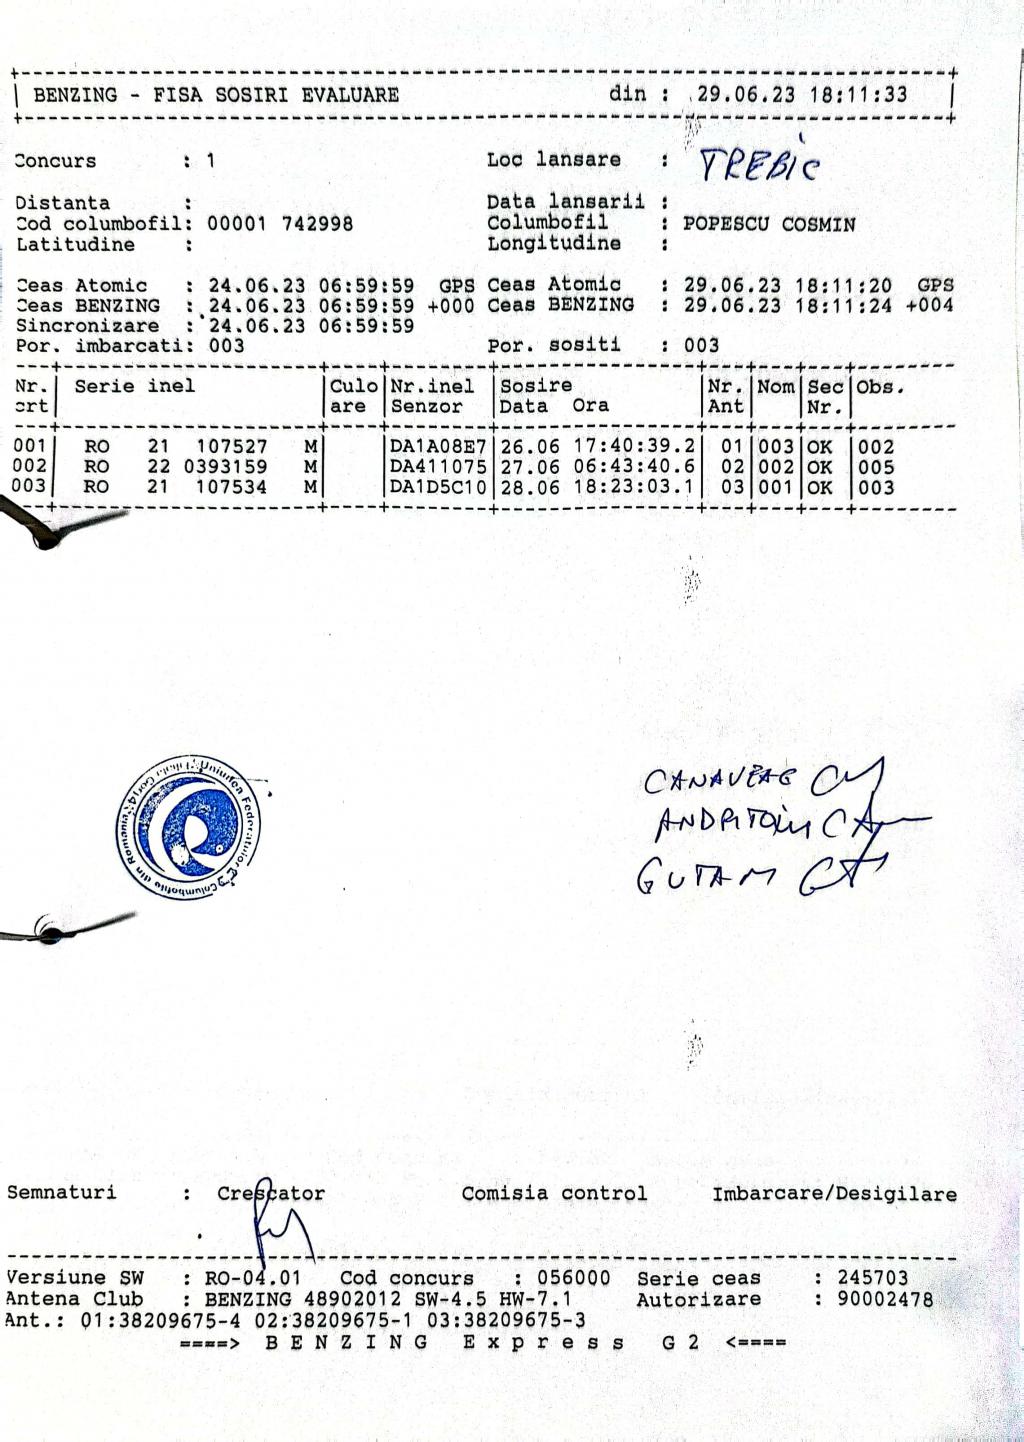 BENZING - FISA SOSIRI EVALUARE din : 29.06.23 18:11:33
Concurs : 1 Loc lansare : TREBIC
Distanta : Data lansarii :
Cod columbofil: 00001 742998 Columbofil : POPESCU COSMIN
Latitudine : Longitudine :
Ceas Atomic : 24.06.23 06:59:59 GPS Ceas Atomic : 29.06.23 18:11:20 GPS
Ceas BENZING : 24.06.23 06:59:59 +000 Ceas BENZING : 29.06.23 18:11:24 +004
Sincronizare : 24.06.23 06:59:59
Por. imbarcati: 003 Por. sositi : 003
Nr. Serie inel Culo Nr.inel Sosire Nr. Nom Sec Obs.
crt are Senzor Data Ora Ant Nr.
001 RO 21 107527 M DA1A08E7 26.06 17:40:39.2 01 003 OK 002
002 RO 22 0393159 M DA411075 27.06 06:43:40.6 02 002 OK 005
003 RO 21 107534 M DA1D5C10 28.06 18:23:03.1 03 001 OK 003
Uniunea Federatiilor Columbofile din Romania
GUTAM
Semnaturi : Crescator Comisia control Imbarcare/Desigilare
Versiune SW : RO-04.01 Cod concurs : 056000 Serie ceas : 245703
Antena Club : BENZING 48902012 SW-4.5 HW-7.1 Autorizare : 90002478
Ant.: 01:38209675-4 02:38209675-1 03:38209675-3
====> B E N Z I N G E x p r e s s G 2 <====